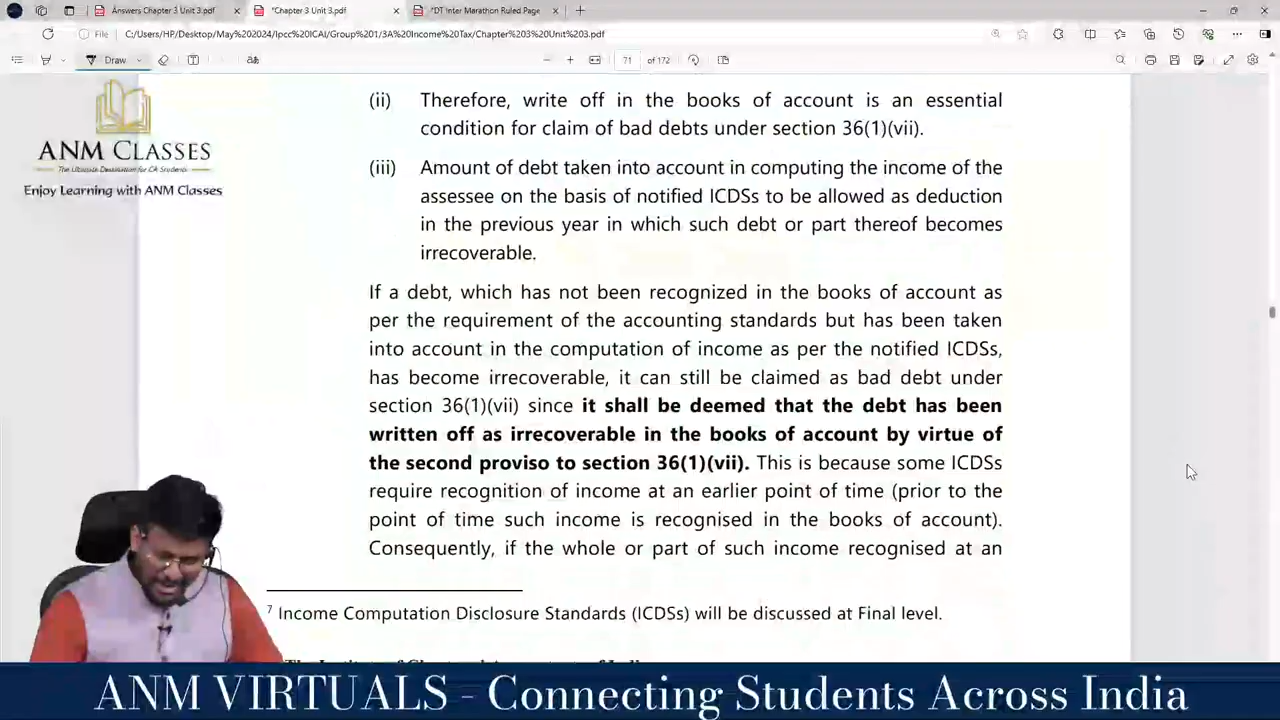 Answers Chapter 3 Unit 3.pdf
*Chapter 3 Unit 3.pdf
*DT Inter Marathon Ruled Page
File
C:/Users/HP/Desktop/May%202024/Ipcc%20ICAI/Group%201/3A%20Income%20Tax/Chapter%203%20Unit%203.pdf
Draw
71 of 172
ANM CLASSES
The Ultimate Destination for CA Students
Enjoy Learning with ANM Classes
(ii) Therefore, write off in the books of account is an essential
condition for claim of bad debts under section 36(1)(vii).
(iii) Amount of debt taken into account in computing the income of the
assessee on the basis of notified ICDSs to be allowed as deduction
in the previous year in which such debt or part thereof becomes
irrecoverable.
If a debt, which has not been recognized in the books of account as
per the requirement of the accounting standards but has been taken
into account in the computation of income as per the notified ICDSs,
has become irrecoverable, it can still be claimed as bad debt under
section 36(1)(vii) since it shall be deemed that the debt has been
written off as irrecoverable in the books of account by virtue of
the second proviso to section 36(1)(vii). This is because some ICDSs
require recognition of income at an earlier point of time (prior to the
point of time such income is recognised in the books of account).
Consequently, if the whole or part of such income recognised at an
7 Income Computation Disclosure Standards (ICDSs) will be discussed at Final level.
ANM VIRTUALS - Connecting Students Across India